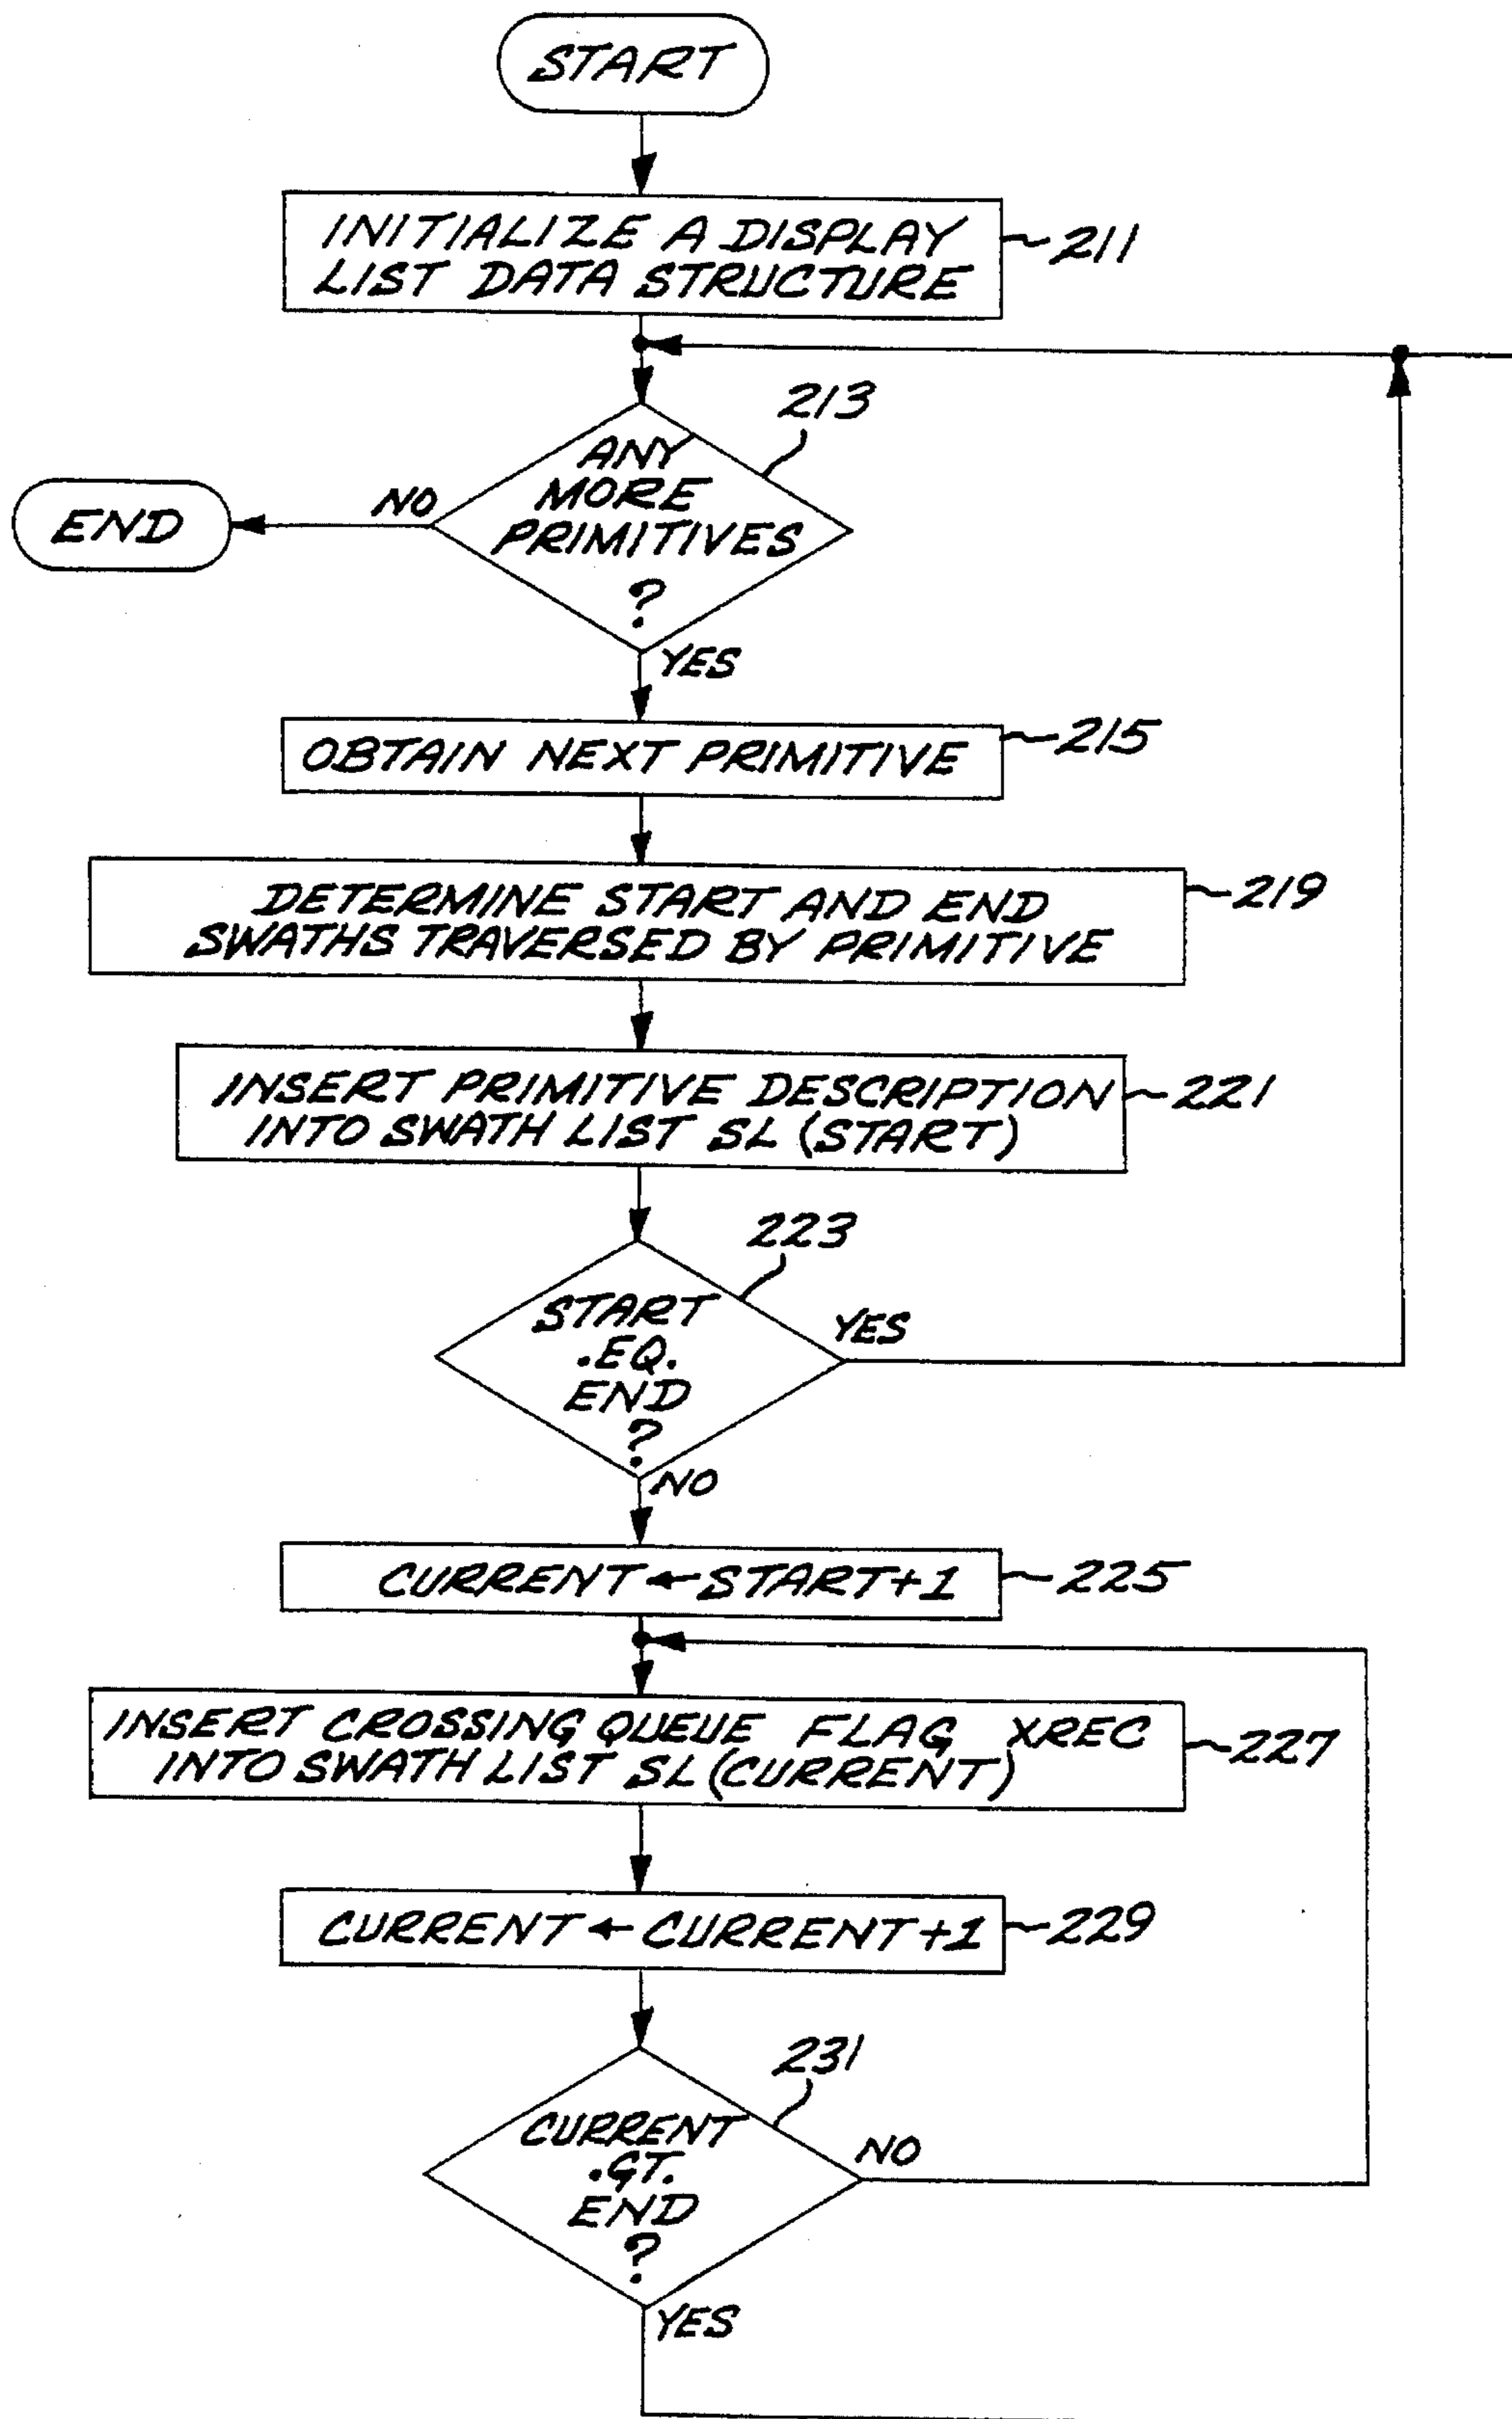 START
INITIALIZE A DISPLAY
LIST DATA STRUCTURE
211
213
ANY
MORE
PRIMITIVES
?
NO
END
YES
OBTAIN NEXT PRIMITIVE
215
DETERMINE START AND END
SWATHS TRAVERSED BY PRIMITIVE
219
INSERT PRIMITIVE DESCRIPTION
INTO SWATH LIST SL (START)
221
223
START
.EQ.
END
?
YES
NO
CURRENT←START+1
225
INSERT CROSSING QUEUE FLAG XREC
INTO SWATH LIST SL (CURRENT)
227
CURRENT←CURRENT+1
229
231
CURRENT
.GT.
END
?
NO
YES